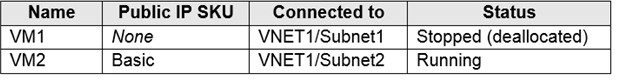 Name Public IP SKU Connected to Status
VM1 None VNET1/Subnet1 Stopped (deallocated)
VM2 Basic VNET1/Subnet2 Running